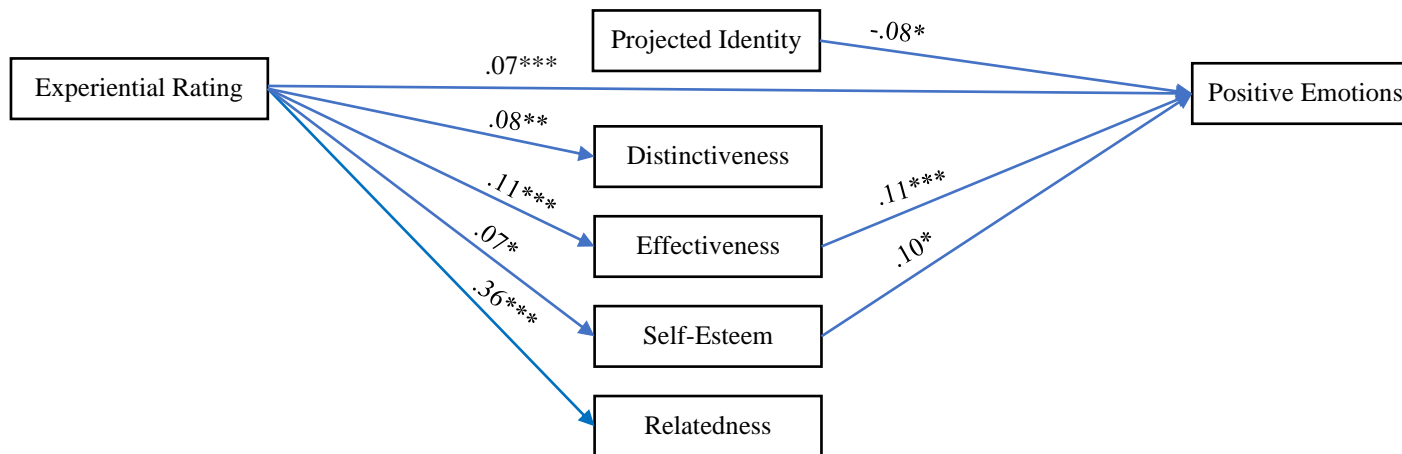 Projected Identity
-.08*
Experiential Rating
.07***
Positive Emotions
.08**
Distinctiveness
.11***
Effectiveness
.11***
.07*
.10*
Self-Esteem
.36***
Relatedness